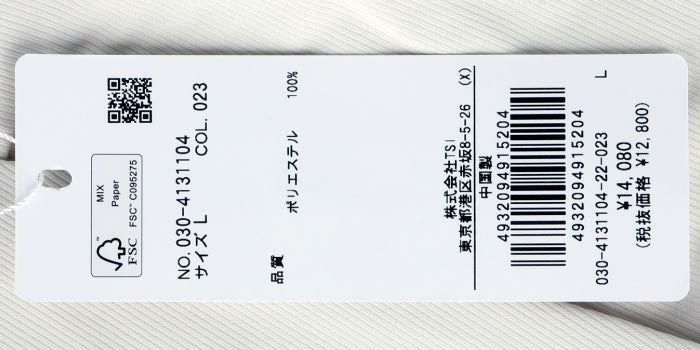 MIX
Paper
FSC™ C095275
FSC
NO. 030-4131104
サイズ L COL. 023
品質
ポリエステル 100%
株式会社TSI
東京都港区赤坂8-5-26 (X)
中国製
4932094915204
4932094915204
030-4131104-22-023 L
¥14,080
(税抜価格 ¥12,800)